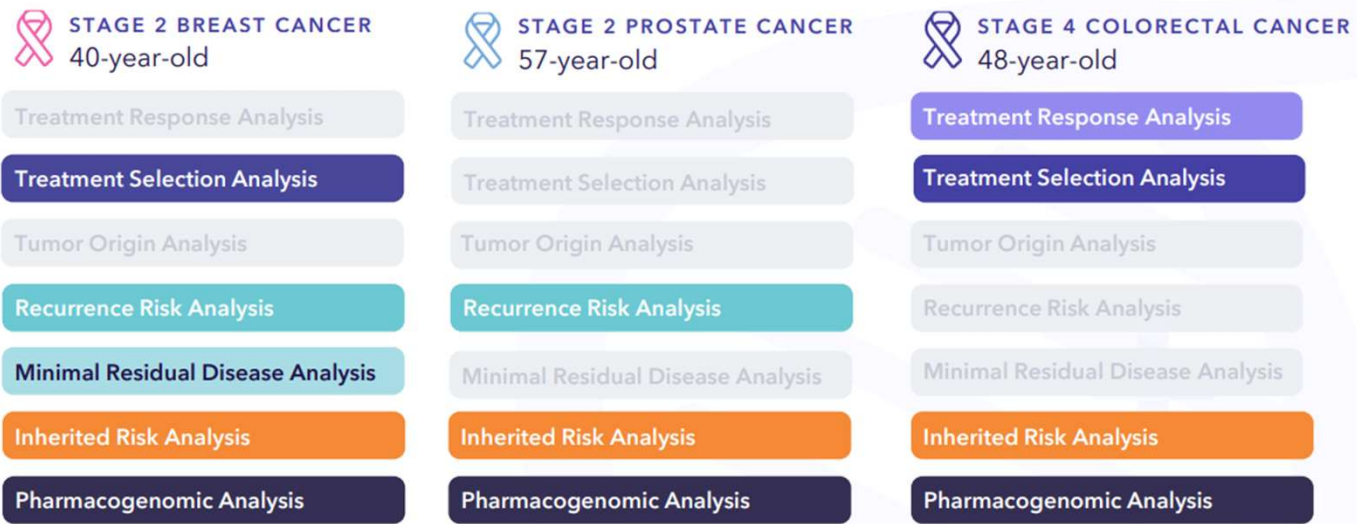 STAGE 2 BREAST CANCER
40-year-old
Treatment Response Analysis
Treatment Selection Analysis
Tumor Origin Analysis
Recurrence Risk Analysis
Minimal Residual Disease Analysis
Inherited Risk Analysis
Pharmacogenomic Analysis
STAGE 2 PROSTATE CANCER
57-year-old
Treatment Response Analysis
Treatment Selection Analysis
Tumor Origin Analysis
Recurrence Risk Analysis
Minimal Residual Disease Analysis
Inherited Risk Analysis
Pharmacogenomic Analysis
STAGE 4 COLORECTAL CANCER
48-year-old
Treatment Response Analysis
Treatment Selection Analysis
Tumor Origin Analysis
Recurrence Risk Analysis
Minimal Residual Disease Analysis
Inherited Risk Analysis
Pharmacogenomic Analysis